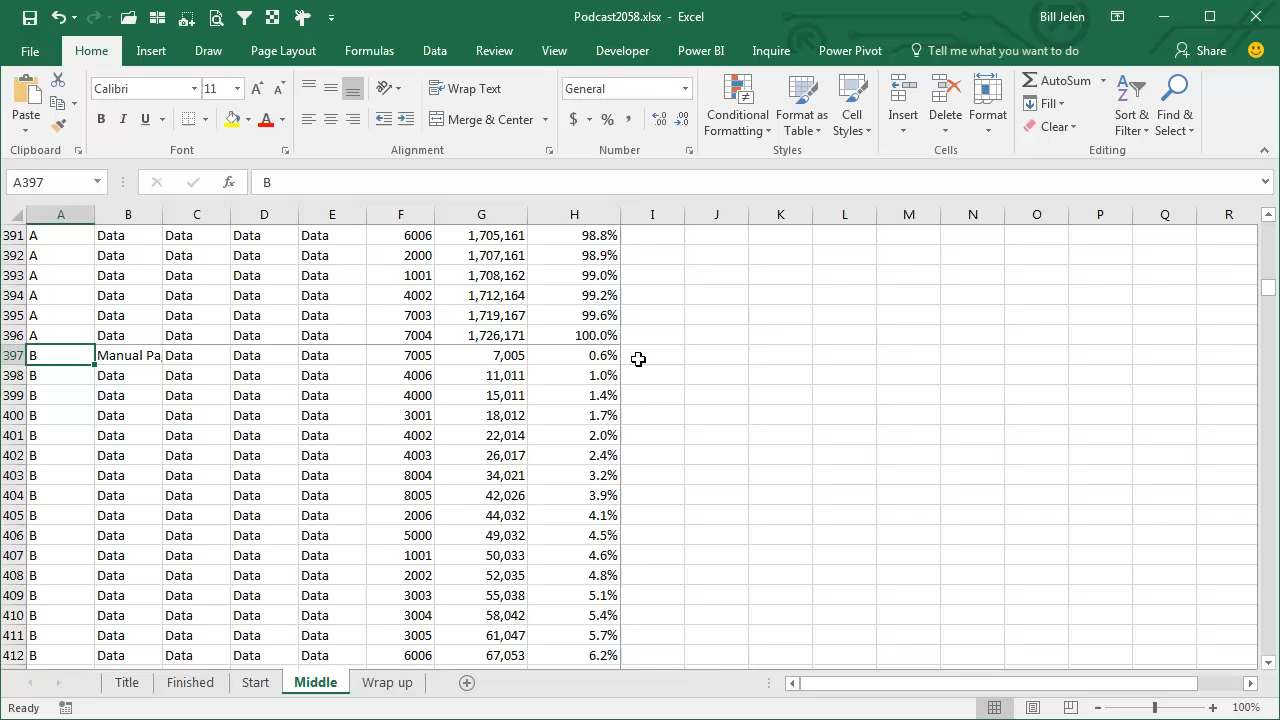 Podcast2058.xlsx - Excel
Bill Jelen
File Home Insert Draw Page Layout Formulas Data Review View Developer Power BI Inquire Power Pivot Tell me what you want to do Share
Paste
Clipboard
Calibri 11
B I U A
Font
Wrap Text
Merge & Center
Alignment
General
$ % ,
Number
Conditional Formatting
Format as Table
Cell Styles
Styles
Insert Delete Format
Cells
AutoSum
Fill
Clear
Sort & Filter
Find & Select
Editing
A397 fx B
A B C D E F G H I J K L M N O P Q R
391 A Data Data Data Data 6006 1,705,161 98.8%
392 A Data Data Data Data 2000 1,707,161 98.9%
393 A Data Data Data Data 1001 1,708,162 99.0%
394 A Data Data Data Data 4002 1,712,164 99.2%
395 A Data Data Data Data 7003 1,719,167 99.6%
396 A Data Data Data Data 7004 1,726,171 100.0%
397 B Manual Pa Data Data Data 7005 7,005 0.6%
398 B Data Data Data Data 4006 11,011 1.0%
399 B Data Data Data Data 4000 15,011 1.4%
400 B Data Data Data Data 3001 18,012 1.7%
401 B Data Data Data Data 4002 22,014 2.0%
402 B Data Data Data Data 4003 26,017 2.4%
403 B Data Data Data Data 8004 34,021 3.2%
404 B Data Data Data Data 8005 42,026 3.9%
405 B Data Data Data Data 2006 44,032 4.1%
406 B Data Data Data Data 5000 49,032 4.5%
407 B Data Data Data Data 1001 50,033 4.6%
408 B Data Data Data Data 2002 52,035 4.8%
409 B Data Data Data Data 3003 55,038 5.1%
410 B Data Data Data Data 3004 58,042 5.4%
411 B Data Data Data Data 3005 61,047 5.7%
412 B Data Data Data Data 6006 67,053 6.2%
Title Finished Start Middle Wrap up
Ready 100%